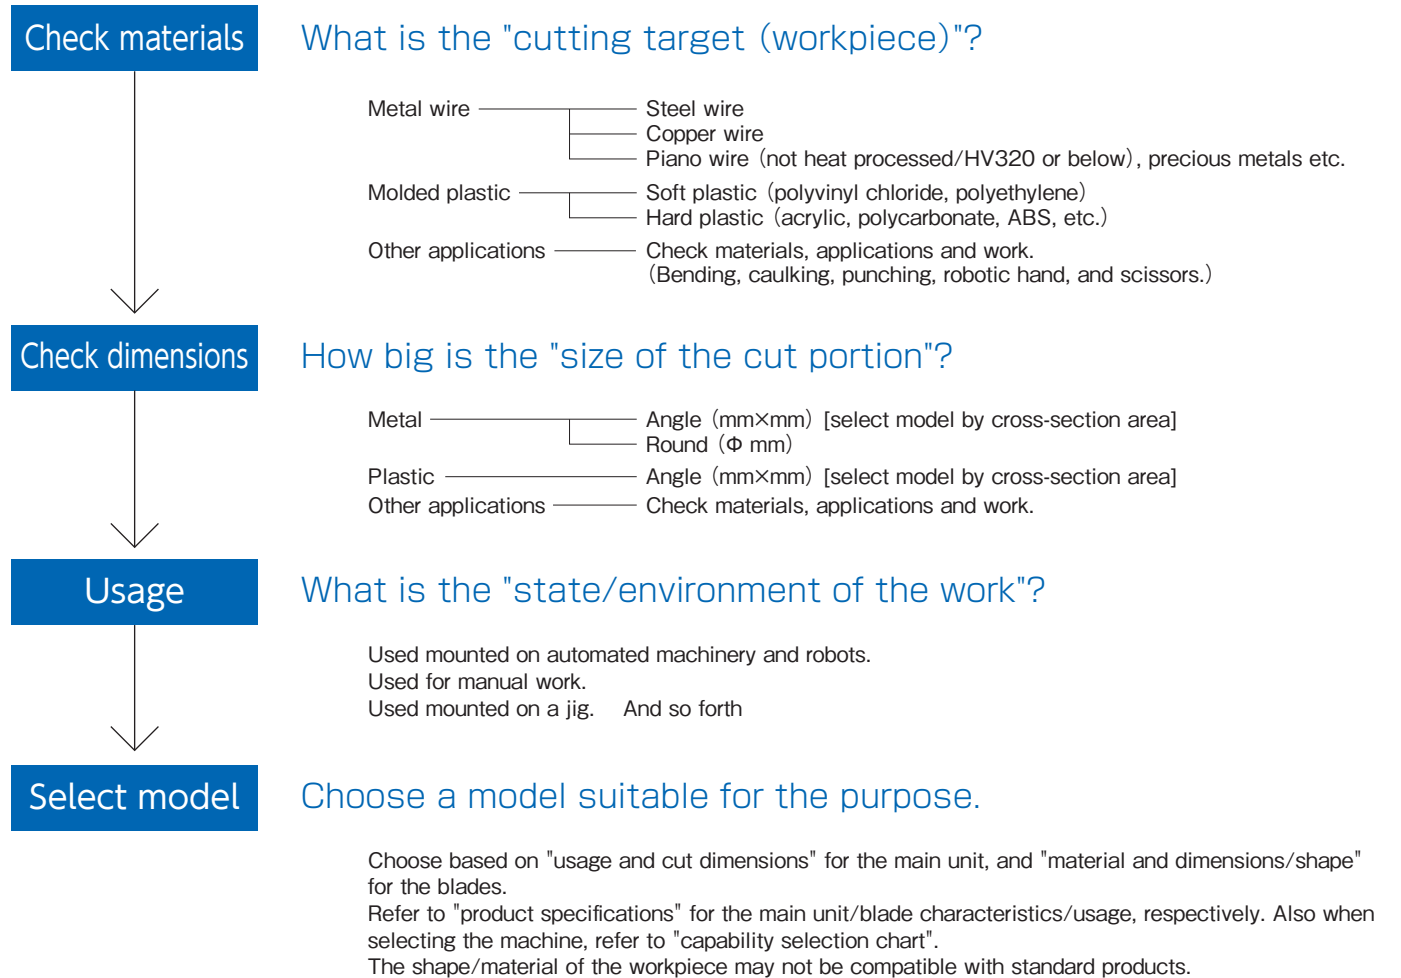 Check materials
What is the "cutting target (workpiece)"?
Metal wire
Steel wire
Copper wire
Piano wire (not heat processed/HV320 or below), precious metals etc.
Molded plastic
Soft plastic (polyvinyl chloride, polyethylene)
Hard plastic (acrylic, polycarbonate, ABS, etc.)
Other applications
Check materials, applications and work.
(Bending, caulking, punching, robotic hand, and scissors.)
Check dimensions
How big is the "size of the cut portion"?
Metal
Angle (mm×mm) [select model by cross-section area]
Round (Φ mm)
Plastic
Angle (mm×mm) [select model by cross-section area]
Other applications
Check materials, applications and work.
Usage
What is the "state/environment of the work"?
Used mounted on automated machinery and robots.
Used for manual work.
Used mounted on a jig. And so forth
Select model
Choose a model suitable for the purpose.
Choose based on "usage and cut dimensions" for the main unit, and "material and dimensions/shape"
for the blades.
Refer to "product specifications" for the main unit/blade characteristics/usage, respectively. Also when
selecting the machine, refer to "capability selection chart".
The shape/material of the workpiece may not be compatible with standard products.